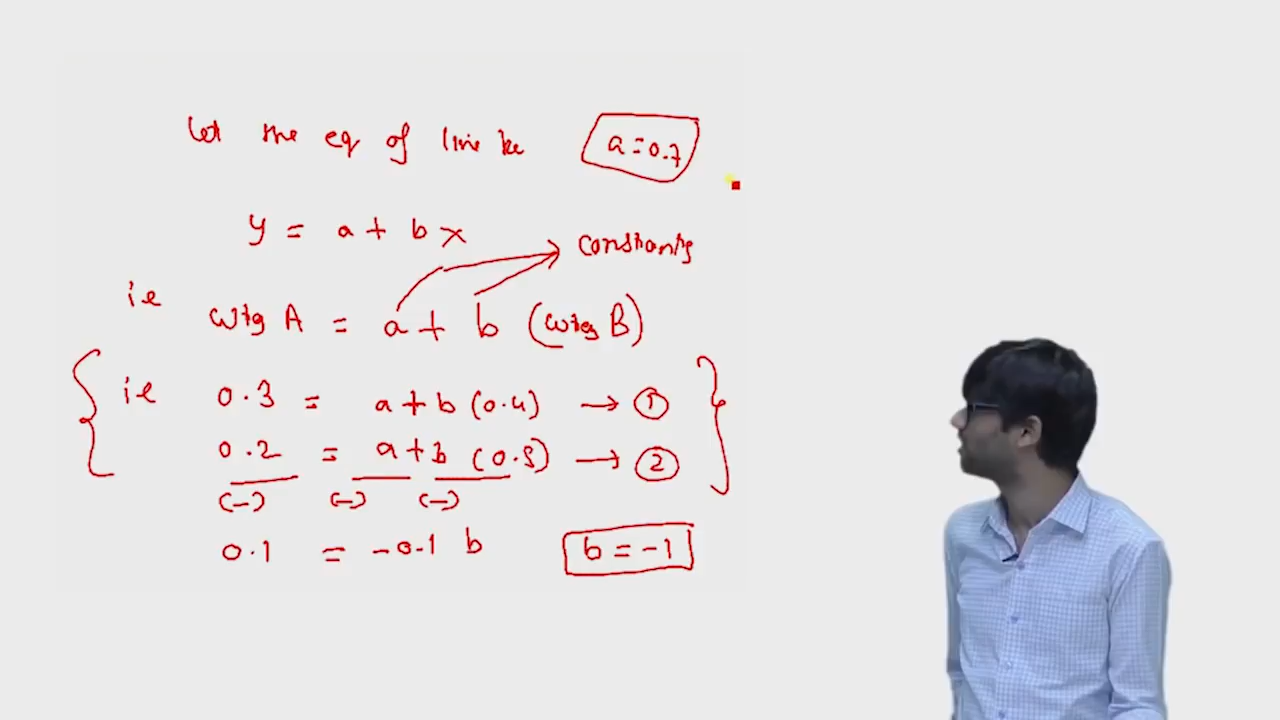 let the eq of line be a = 0.7
y = a + b x
constants
ie wtg A = a + b (wtg B)
ie 0.3 = a + b (0.4) → ①
0.2 = a + b (0.5) → ②
(-) (-) (-)
0.1 = -0.1 b b = -1